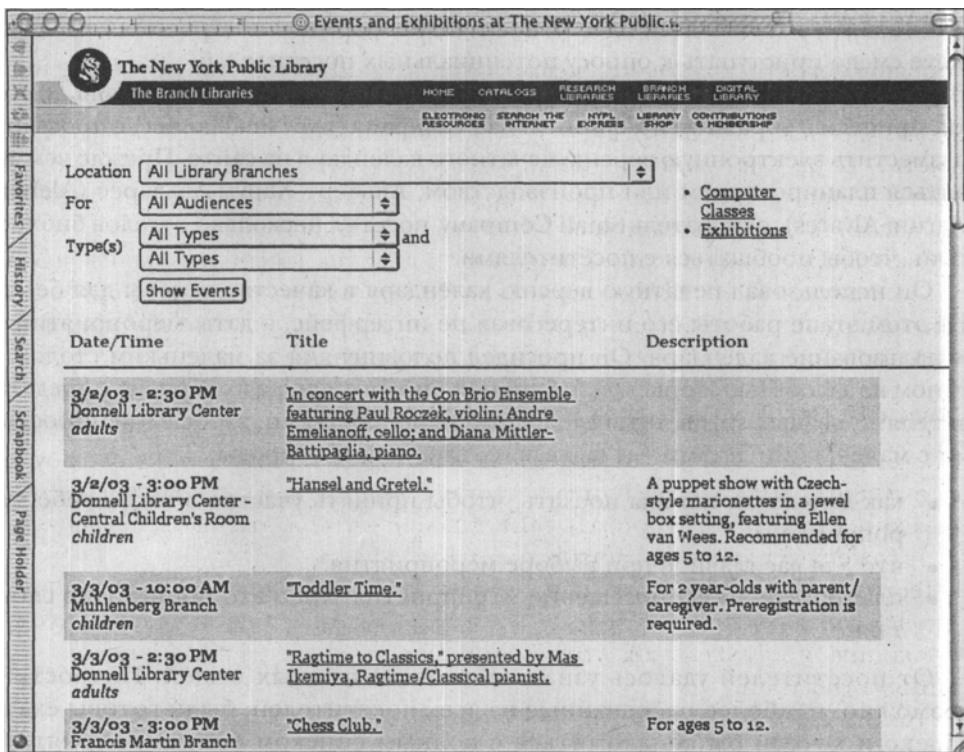 Events and Exhibitions at The New York Public...
The New York Public Library
The Branch Libraries
HOME CATALOGS RESEARCH LIBRARIES BRANCH LIBRARIES DIGITAL LIBRARY
ELECTRONIC RESOURCES SEARCH THE INTERNET NYPL EXPRESS LIBRARY SHOP CONTRIBUTIONS & MEMBERSHIP
Favorites
History
Search
Scrapbook
Page Holder
Location All Library Branches
For All Audiences
Type(s) All Types and
All Types
Show Events
Computer
Classes
• Exhibitions
Date/Time Title Description
3/2/03 - 2:30 PM
Donnell Library Center
adults
In concert with the Con Brio Ensemble
featuring Paul Roczek, violin; Andre
Emelianoff, cello; and Diana Mittler-
Battipaglia, piano.
3/2/03 - 3:00 PM
Donnell Library Center-
Central Children's Room
children
"Hansel and Gretel."
A puppet show with Czech-
style marionettes in a jewel
box setting, featuring Ellen
van Wees. Recommended for
ages 5 to 12.
3/3/03 - 10:30 AM
Muhlenberg Branch
children
"Toddler Time."
For 2 year-olds with parent/
caregiver. Preregistration is
required.
3/3/03 - 2:30 PM
Donnell Library Center
adults
"Ragtime to Classics," presented by Mas
Ikemiya, Ragtime/Classical pianist.
3/3/03 - 3:30 PM
Francis Martin Branch
"Chess Club."
For ages 5 to 12.